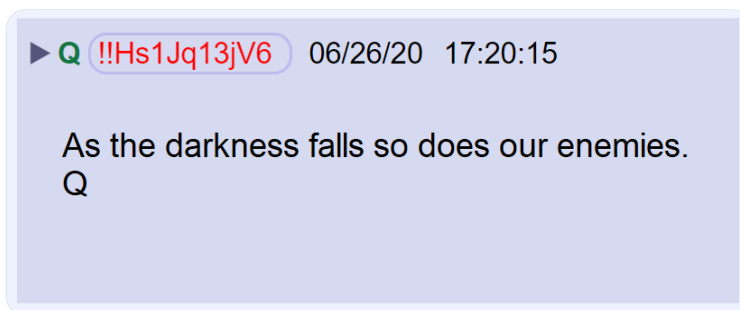 ▶ Q !!Hs1Jq13jV6 06/26/20 17:20:15
As the darkness falls so does our enemies.
Q